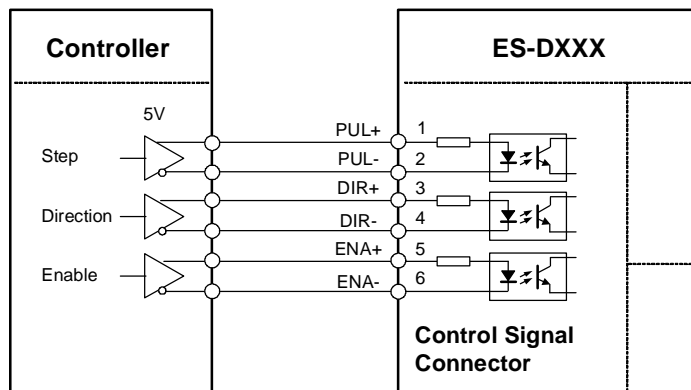 Controller
ES-DXXX
5V
Step
Direction
Enable
PUL+ 1
PUL- 2
DIR+ 3
DIR- 4
ENA+ 5
ENA- 6
Control Signal
Connector